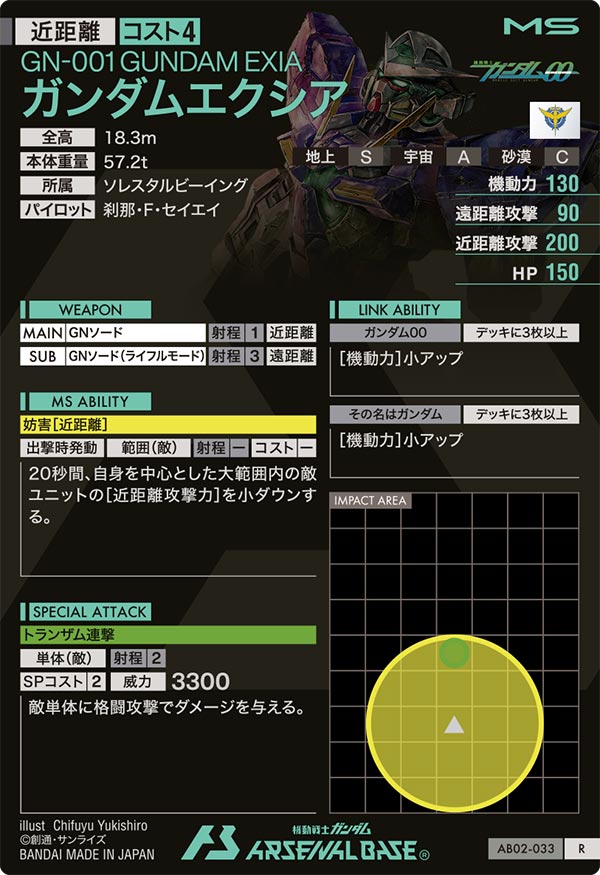 近距離 コスト4
MS
GN-001 GUNDAM EXIA
ガンダムエクシア
機動戦士ガンダム00
全高 18.3m
本体重量 57.2t
所属 ソレスタルビーイング
パイロット 刹那・F・セイエイ
地上 S 宇宙 A 砂漠 C
機動力 130
遠距離攻撃 90
近距離攻撃 200
HP 150
WEAPON
MAIN GNソード 射程 1 近距離
SUB GNソード(ライフルモード) 射程 3 遠距離
MS ABILITY
妨害[近距離]
出撃時発動 範囲(敵) 射程 ー コスト ー
20秒間、自身を中心とした大範囲内の敵
ユニットの[近距離攻撃力]を小ダウンす
る。
SPECIAL ATTACK
トランザム連撃
単体(敵) 射程 2
SPコスト 2 威力 3300
敵単体に格闘攻撃でダメージを与える。
LINK ABILITY
ガンダム00 デッキに3枚以上
[機動力]小アップ
その名はガンダム デッキに3枚以上
[機動力]小アップ
IMPACT AREA
illust Chifuyu Yukishiro
©創通・サンライズ
BANDAI MADE IN JAPAN
機動戦士ガンダム
ARSENAL BASE®
AB02-033 R